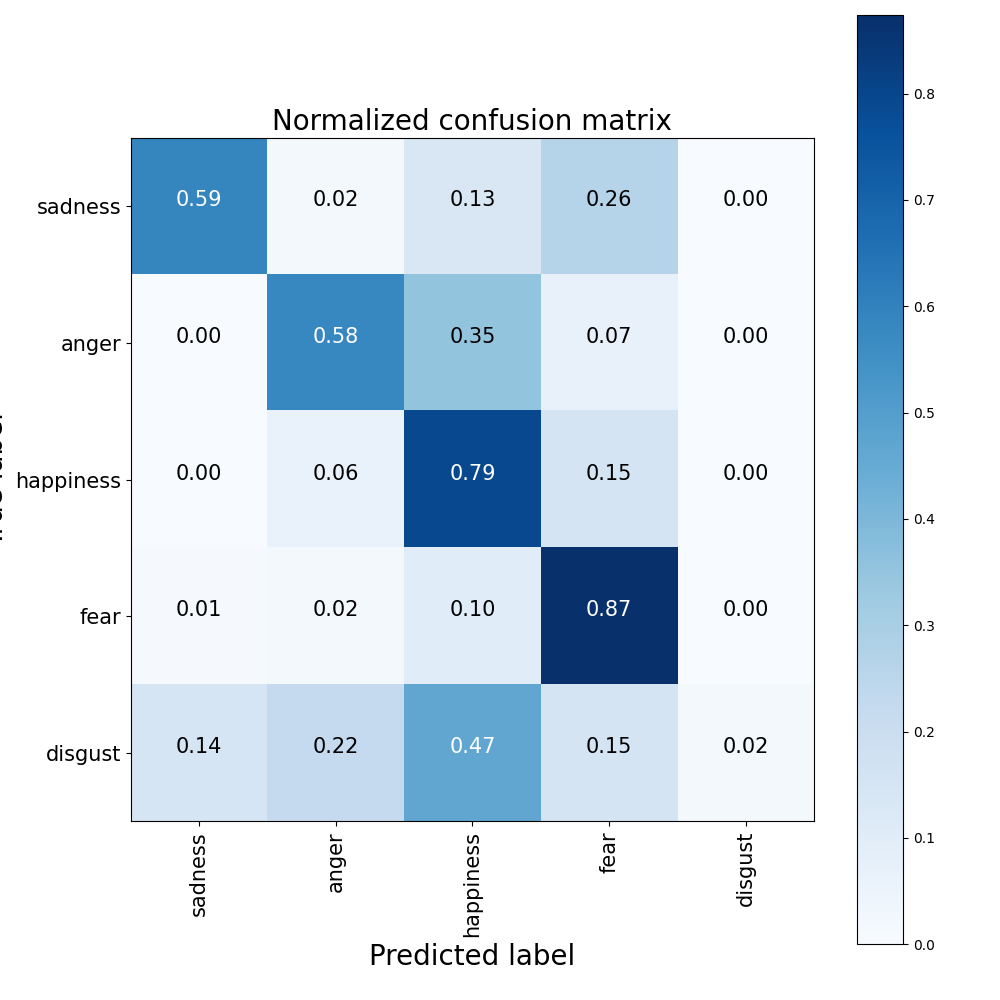 Normalized confusion matrix
sadness 0.59 0.02 0.13 0.26 0.00
anger 0.00 0.58 0.35 0.07 0.00
happiness 0.00 0.06 0.79 0.15 0.00
fear 0.01 0.02 0.10 0.87 0.00
disgust 0.14 0.22 0.47 0.15 0.02
sadness anger happiness fear disgust
Predicted label
0.8
0.7
0.6
0.5
0.4
0.3
0.2
0.1
0.0